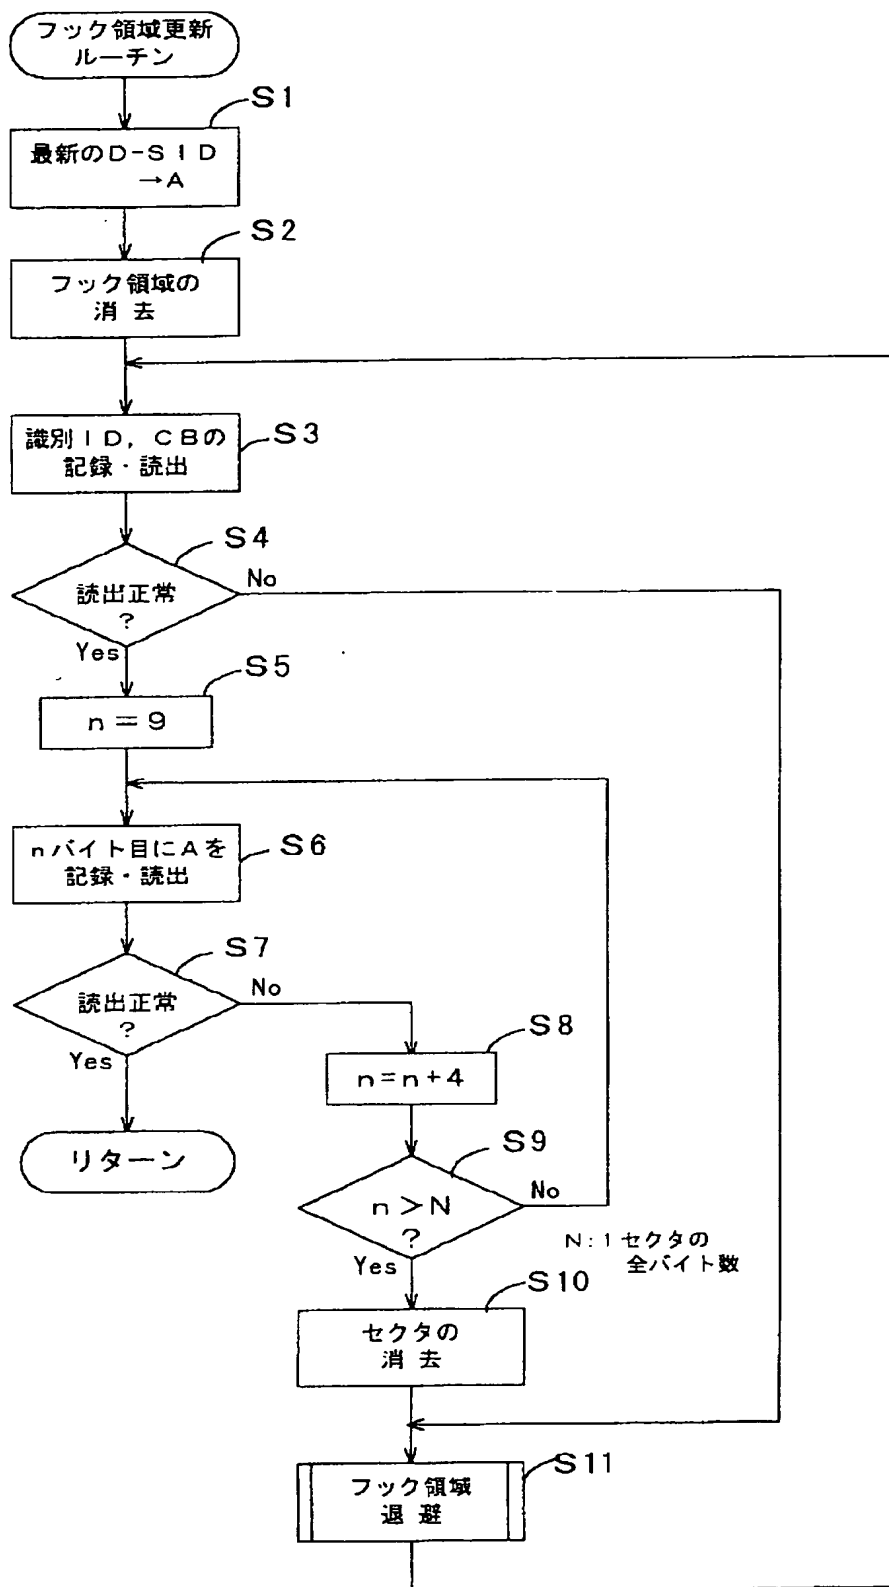 フック領域更新
ルーチン
S1
最新のD-SID
→A
S2
フック領域の
消去
識別ID, CBの
記録・読出
S3
S4
読出正常
?
No
Yes
S5
n=9
nバイト目にAを
記録・読出
S6
S7
読出正常
?
No
Yes
S8
n=n+4
リターン
S9
n>N
?
No
Yes
N:1セクタの
全バイト数
S10
セクタの
消去
S11
フック領域
退避